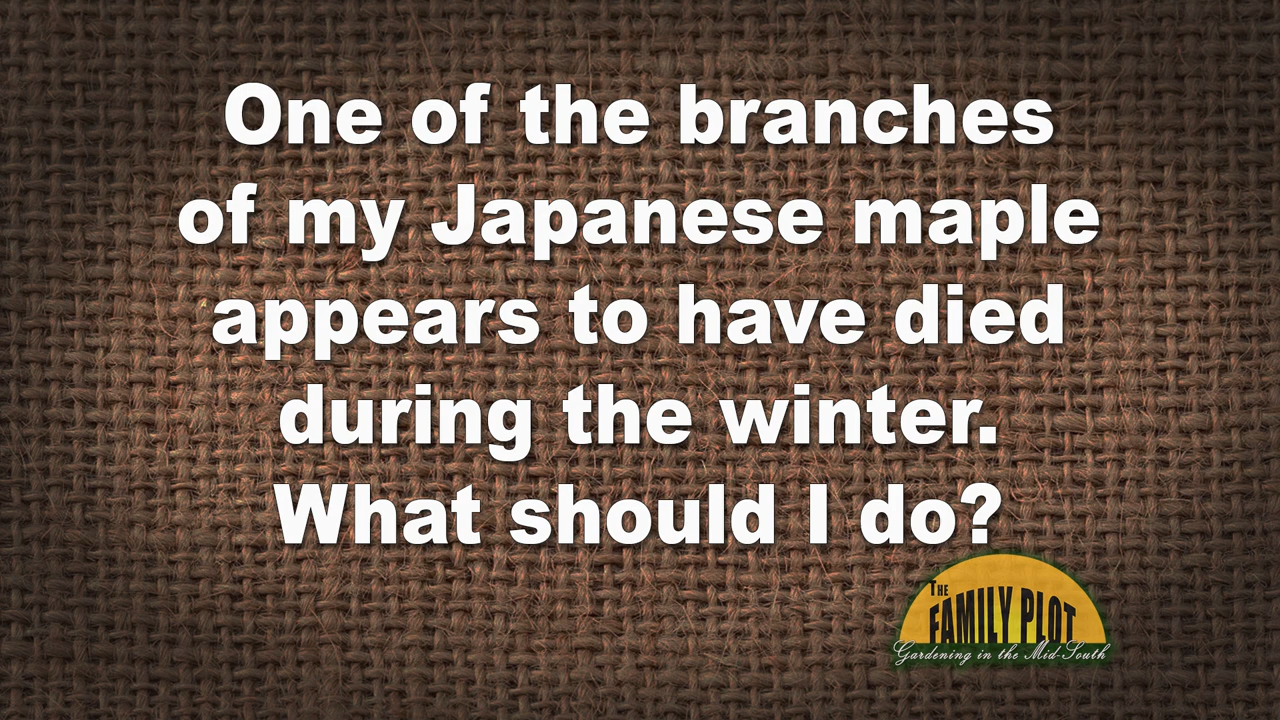 One of the branches
of my Japanese maple
appears to have died
during the winter.
What should I do?
THE
FAMILY PLOT
Gardening in the Mid-South